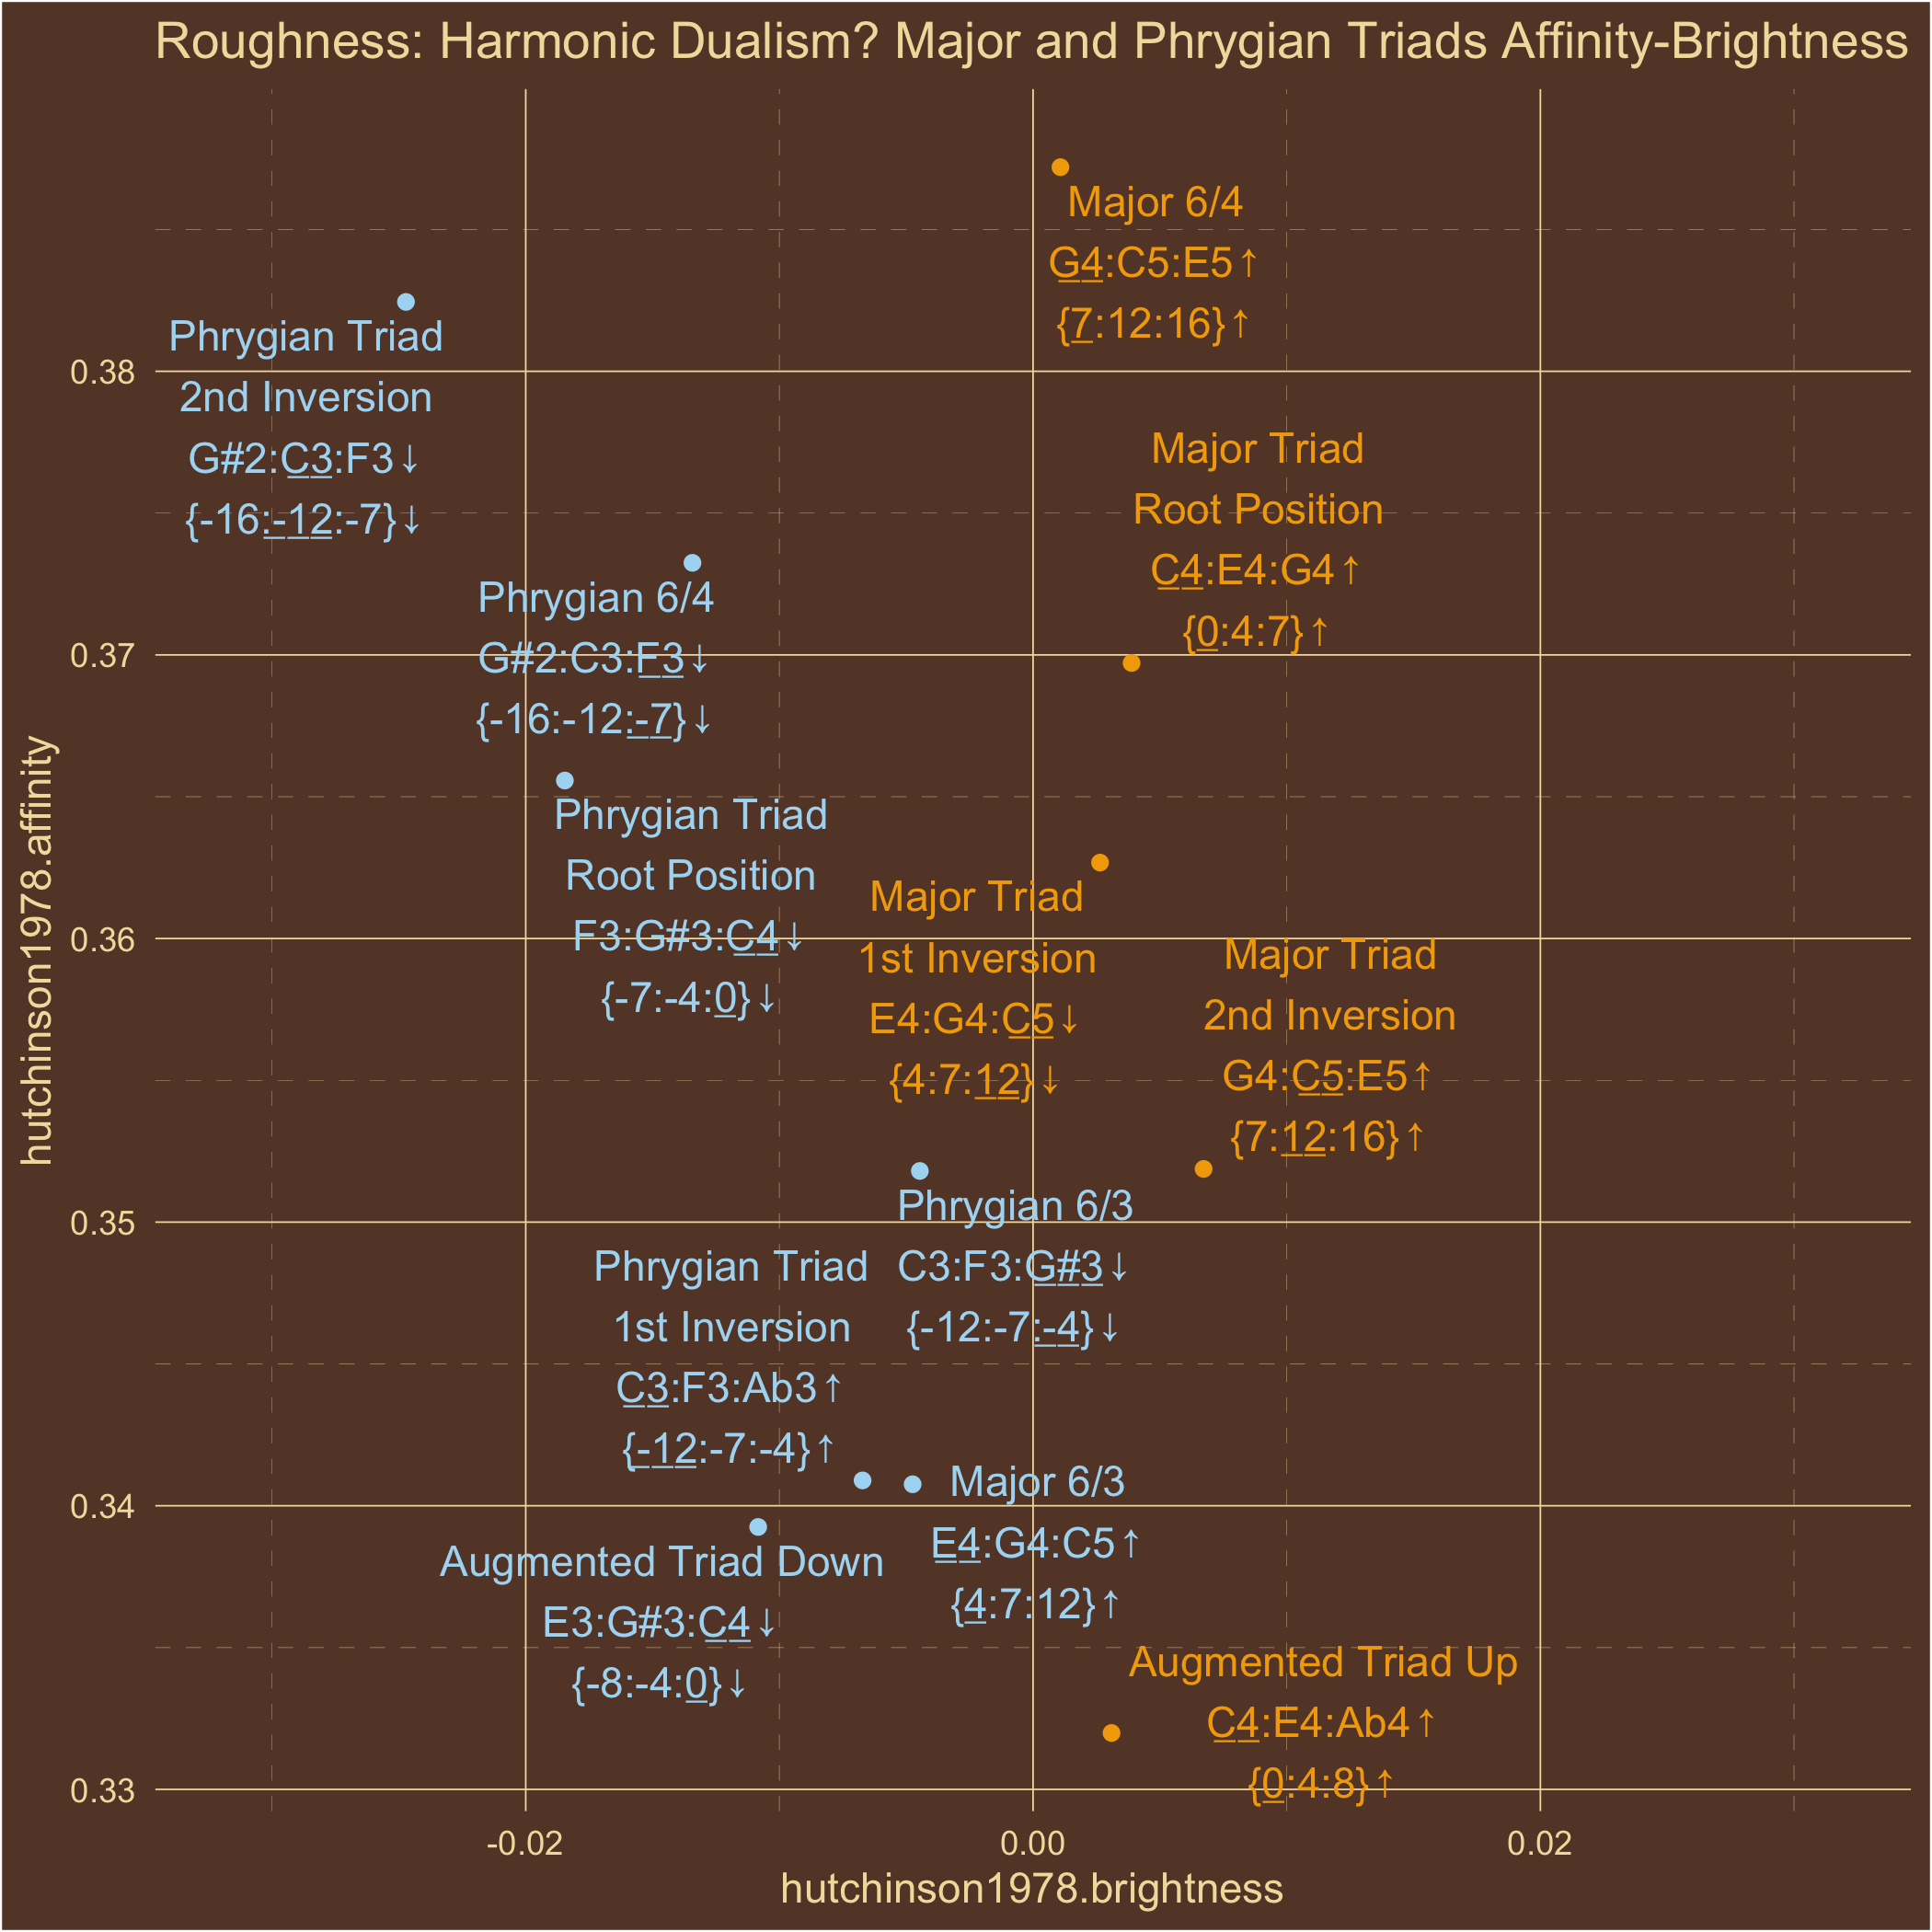 Roughness: Harmonic Dualism? Major and Phrygian Triads Affinity-Brightness
Major 6/4
G4:C5:E5↑
{7:12:16}↑
Phrygian Triad
2nd Inversion
G#2:C3:F3↓
{-16:-12:-7}↓
Major Triad
Root Position
C4:E4:G4↑
{0:4:7}↑
Phrygian 6/4
G#2:C3:F3↓
{-16:-12:-7}↓
Phrygian Triad
Root Position
F3:G#3:C4↓
{-7:-4:0}↓
Major Triad
1st Inversion
E4:G4:C5↓
{4:7:12}↓
Major Triad
2nd Inversion
G4:C5:E5↑
{7:12:16}↑
Phrygian 6/3
C3:F3:G#3↓
{-12:-7:-4}↓
Phrygian Triad
1st Inversion
C3:F3:Ab3↑
{-12:-7:-4}↑
Major 6/3
E4:G4:C5↑
{4:7:12}↑
Augmented Triad Down
E3:G#3:C4↓
{-8:-4:0}↓
Augmented Triad Up
C4:E4:Ab4↑
{0:4:8}↑
0.38
0.37
0.36
0.35
0.34
0.33
hutchinson1978.affinity
-0.02
0.00
0.02
hutchinson1978.brightness